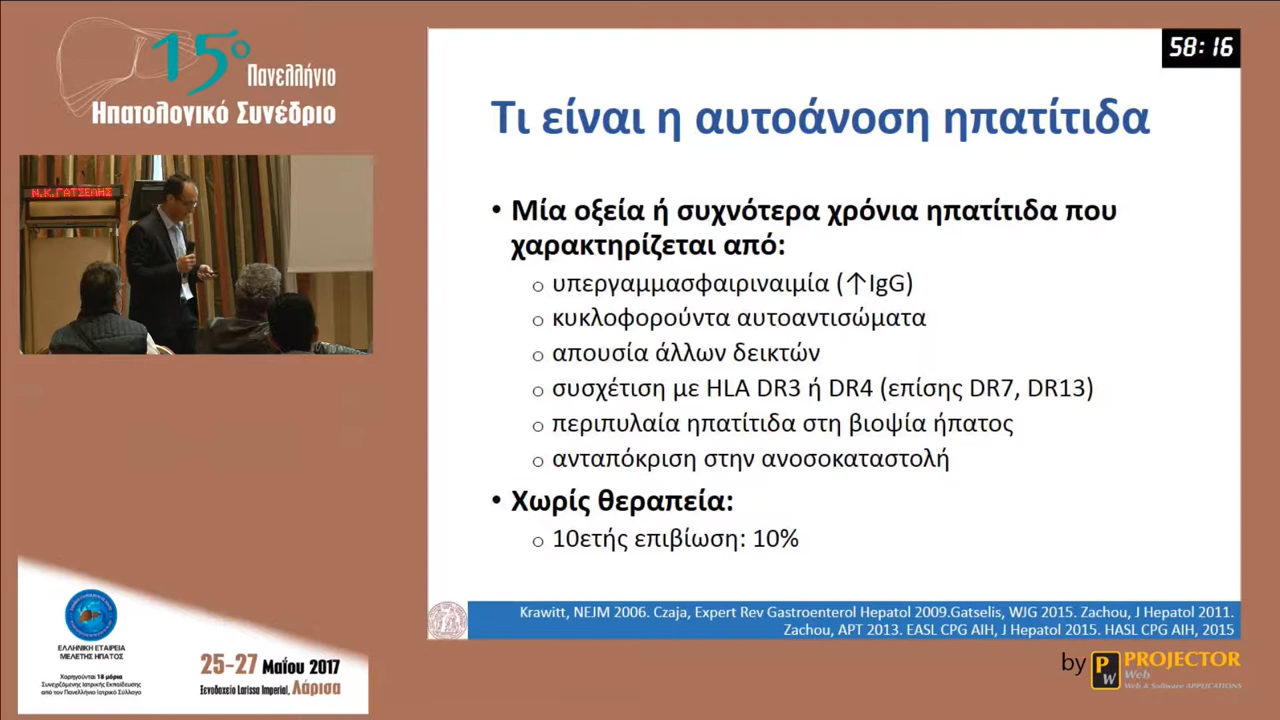 15ο
Πανελλήνιο
Ηπατολογικό Συνέδριο
Ν.Κ.ΓΑΤΣΕΛΗΣ
58:16
Τι είναι η αυτοάνοση ηπατίτιδα
• Μία οξεία ή συχνότερα χρόνια ηπατίτιδα που
χαρακτηρίζεται από:
o υπεργαμμασφαιριναιμία (↑IgG)
o κυκλοφορούντα αυτοαντισώματα
o απουσία άλλων δεικτών
o συσχέτιση με HLA DR3 ή DR4 (επίσης DR7, DR13)
o περιπυλαία ηπατίτιδα στη βιοψία ήπατος
o ανταπόκριση στην ανοσοκαταστολή
• Χωρίς θεραπεία:
o 10ετής επιβίωση: 10%
Krawitt, NEJM 2006. Czaja, Expert Rev Gastroenterol Hepatol 2009.Gatselis, WJG 2015. Zachou, J Hepatol 2011.
Zachou, APT 2013. EASL CPG AIH, J Hepatol 2015. HASL CPG AIH, 2015
ΕΛΛΗΝΙΚΗ ΕΤΑΙΡΕΙΑ
ΜΕΛΕΤΗΣ ΗΠΑΤΟΣ
Χορηγούνται 18 μόρια
Συνεχιζόμενης Ιατρικής Εκπαίδευσης
από τον Πανελλήνιο Ιατρικό Σύλλογο
25-27 Μαΐου 2017
Ξενοδοχείο Larissa Imperial, Λάρισα
by PW PROJECTOR
Web
Web & Software APPLICATIONS